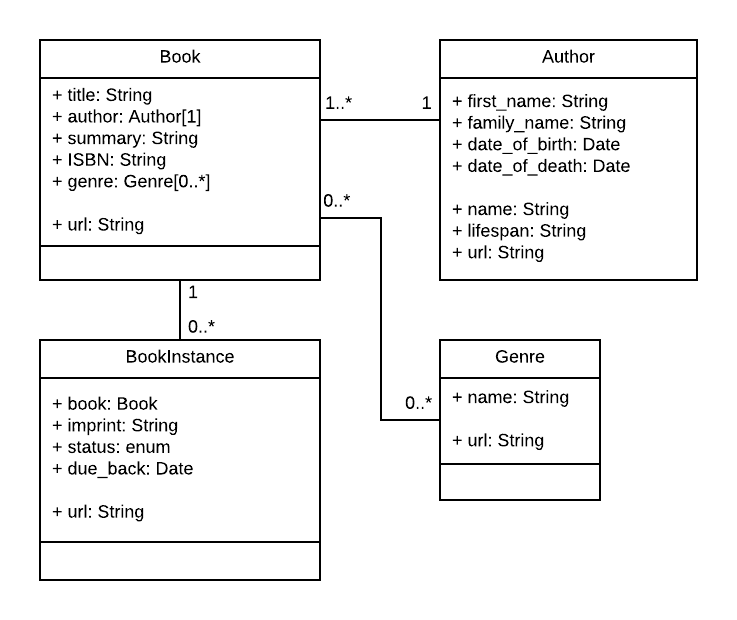 Book
+ title: String
+ author: Author[1]
+ summary: String
+ ISBN: String
+ genre: Genre[0..*]
+ url: String
1..*
1
Author
+ first_name: String
+ family_name: String
+ date_of_birth: Date
+ date_of_death: Date
+ name: String
+ lifespan: String
+ url: String
0..*
1
0..*
BookInstance
+ book: Book
+ imprint: String
+ status: enum
+ due_back: Date
+ url: String
0..*
Genre
+ name: String
+ url: String